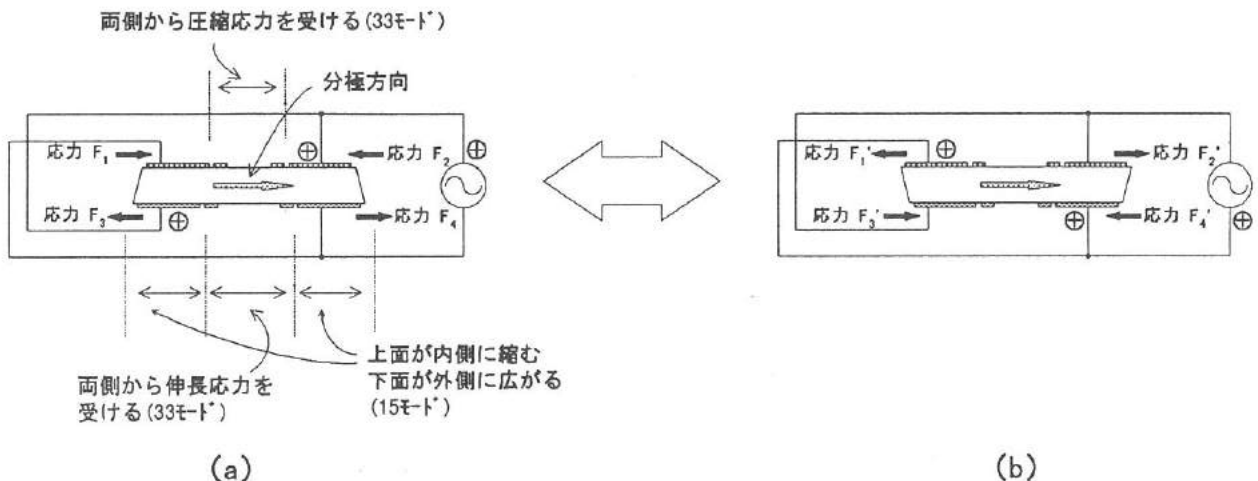 両側から圧縮応力を受ける(33ﾓｰﾄﾞ)
分極方向
応力 F₁
⊕
応力 F₂
⊕
応力 F₃
⊕
応力 F₄
両側から伸長応力を
受ける(33ﾓｰﾄﾞ)
上面が内側に縮む
下面が外側に広がる
(15ﾓｰﾄﾞ)
(a)
応力 F₁'
⊕
応力 F₂'
応力 F₃'
⊕
応力 F₄'
⊕
(b)